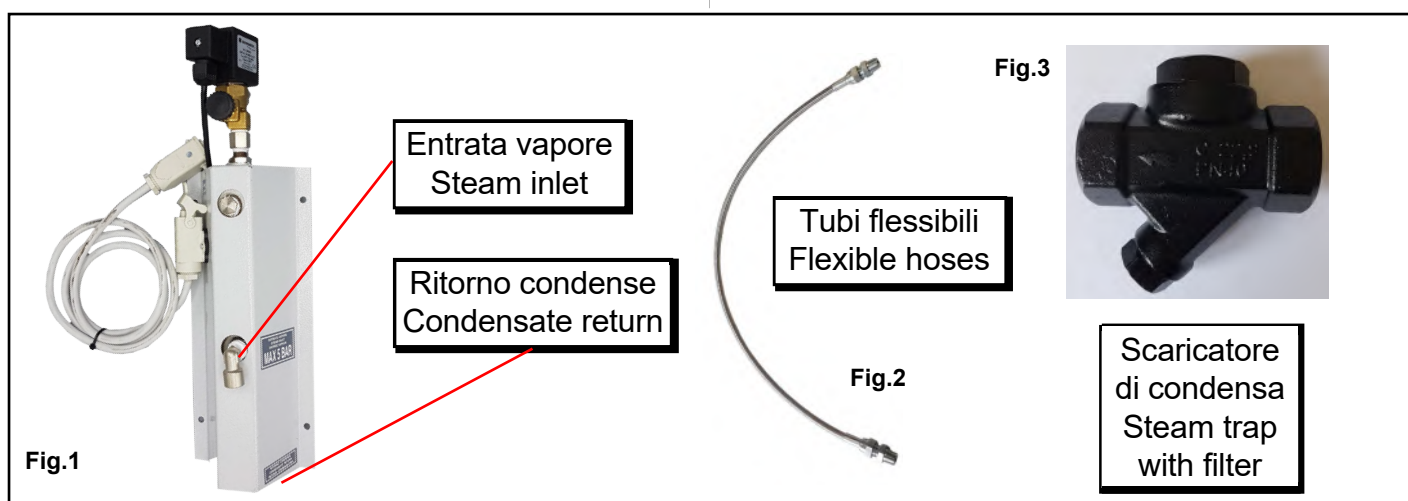 Entrata vapore
Steam inlet
Ritorno condense
Condensate return
MAX 5 BAR
Fig.1
Tubi flessibili
Flexible hoses
Fig.2
Fig.3
Scaricatore
di condensa
Steam trap
with filter